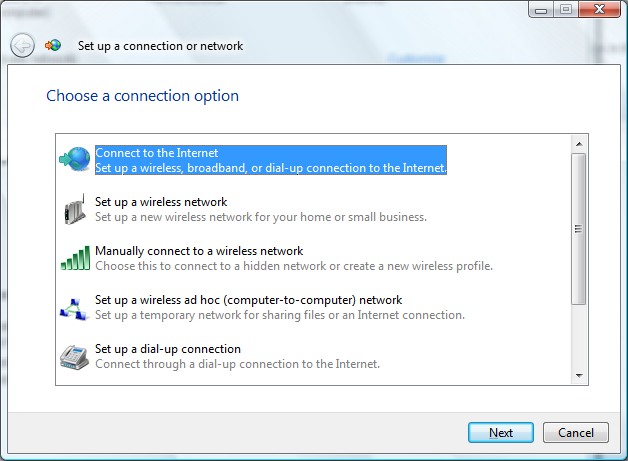 Set up a connection or network
Choose a connection option
Connect to the Internet
Set up a wireless, broadband, or dial-up connection to the Internet.
Set up a wireless network
Set up a new wireless network for your home or small business.
Manually connect to a wireless network
Choose this to connect to a hidden network or create a new wireless profile.
Set up a wireless ad hoc (computer-to-computer) network
Set up a temporary network for sharing files or an Internet connection.
Set up a dial-up connection
Connect through a dial-up connection to the Internet.
Next
Cancel